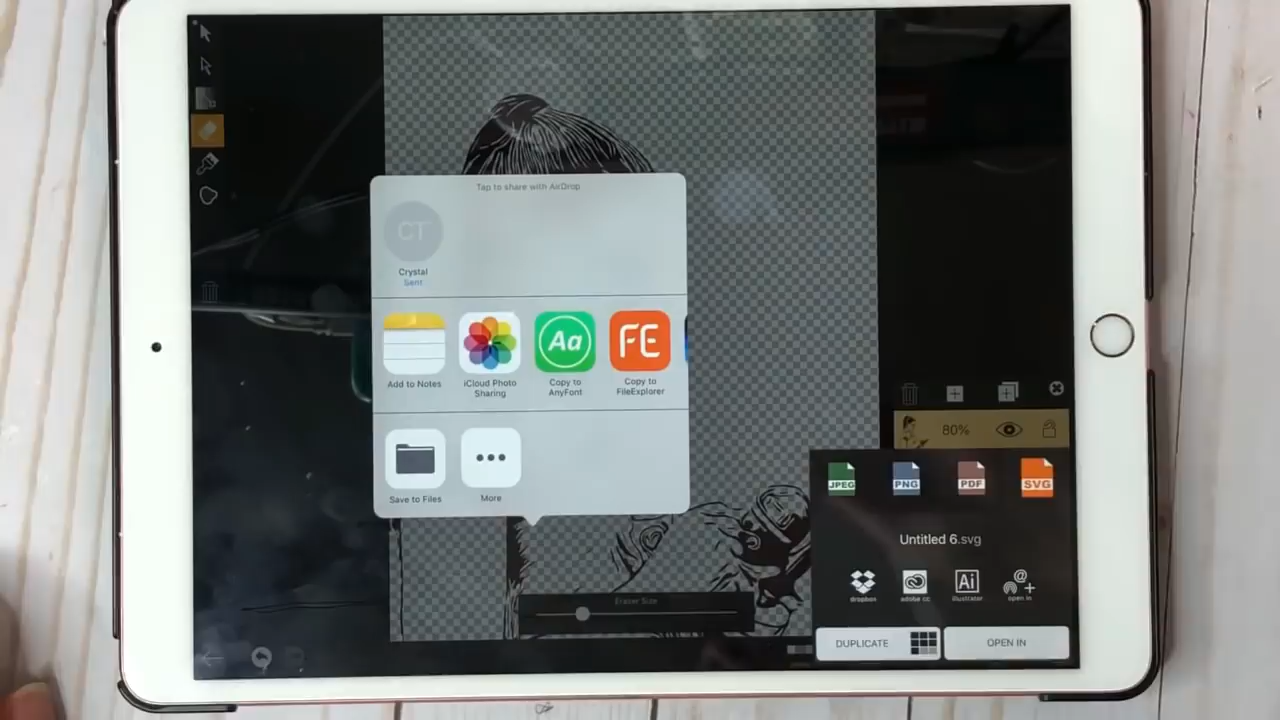 Tap to share with AirDrop
CT
Crystal
Sent
Aa
FE
Add to Notes
iCloud Photo
Sharing
Copy to
AnyFont
Copy to
FileExplorer
Save to Files
More
80%
JPEG
PNG
PDF
SVG
Untitled 6.svg
Ai
dropbox
adobe cc
illustrator
open in
Eraser Size
DUPLICATE
OPEN IN